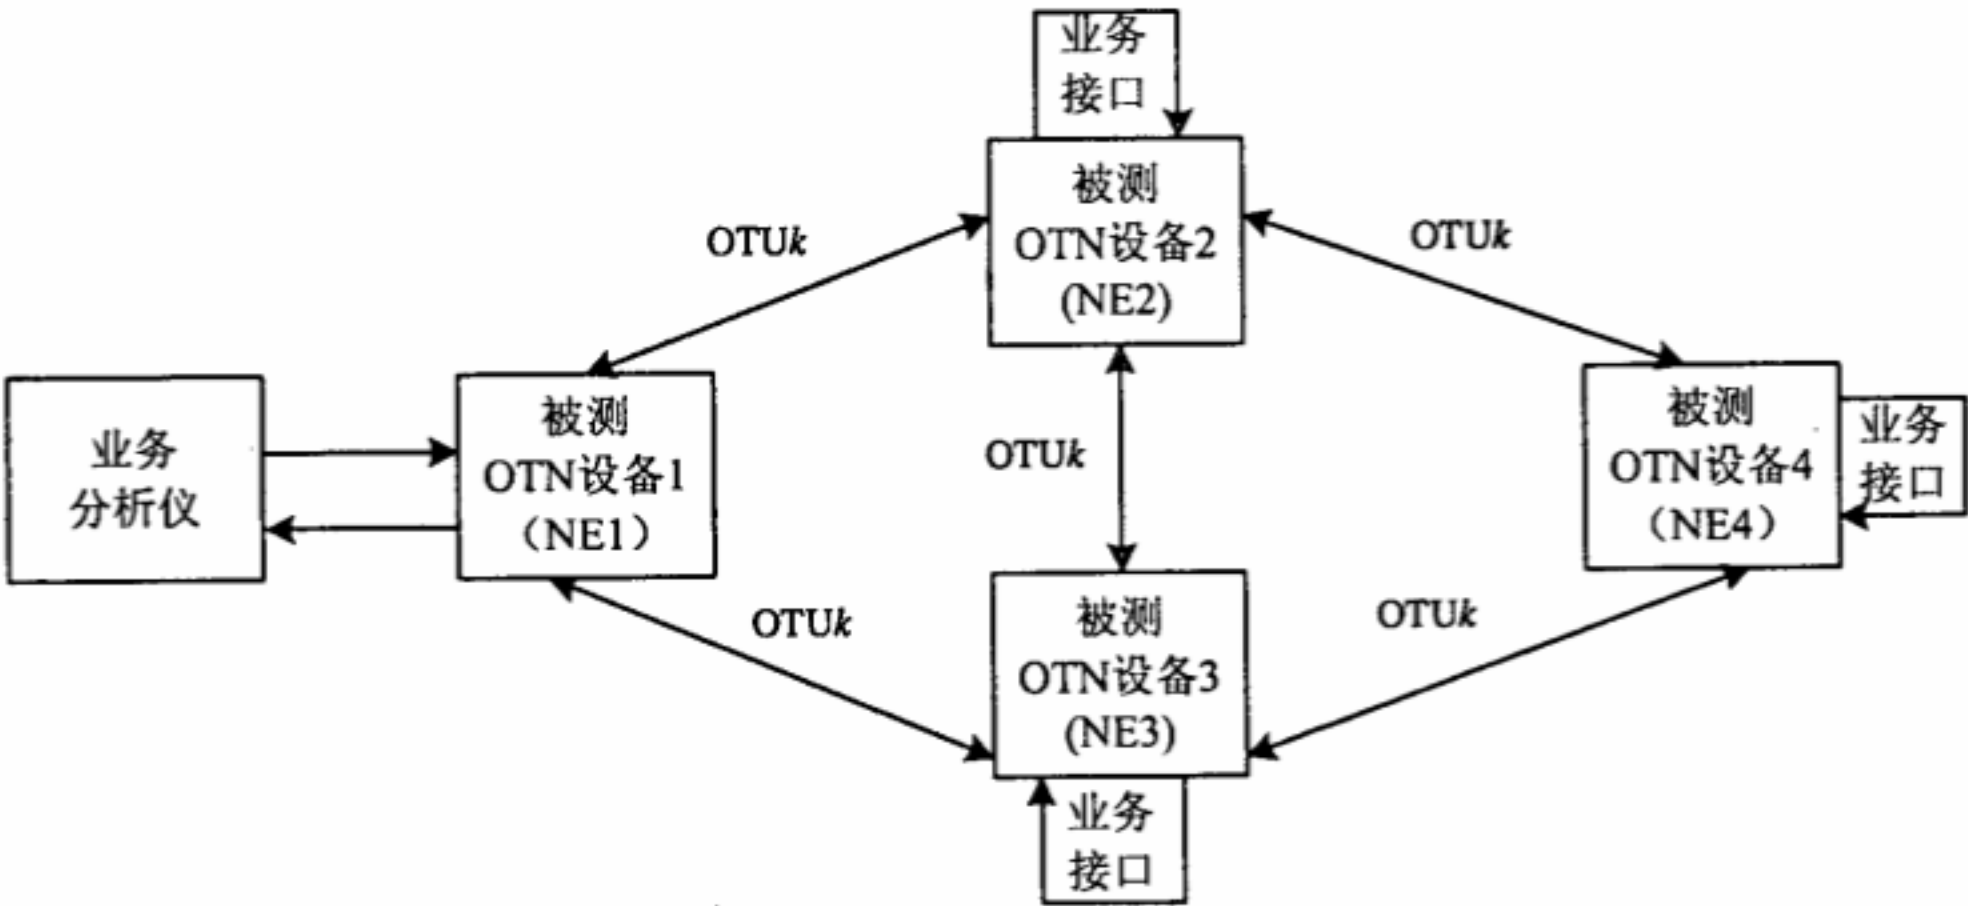 业务
接口
被测
OTN设备2
(NE2)
OTUk
OTUk
业务
分析仪
被测
OTN设备1
（NE1）
OTUk
被测
OTN设备4
（NE4）
业务
接口
OTUk
被测
OTN设备3
(NE3)
OTUk
业务
接口